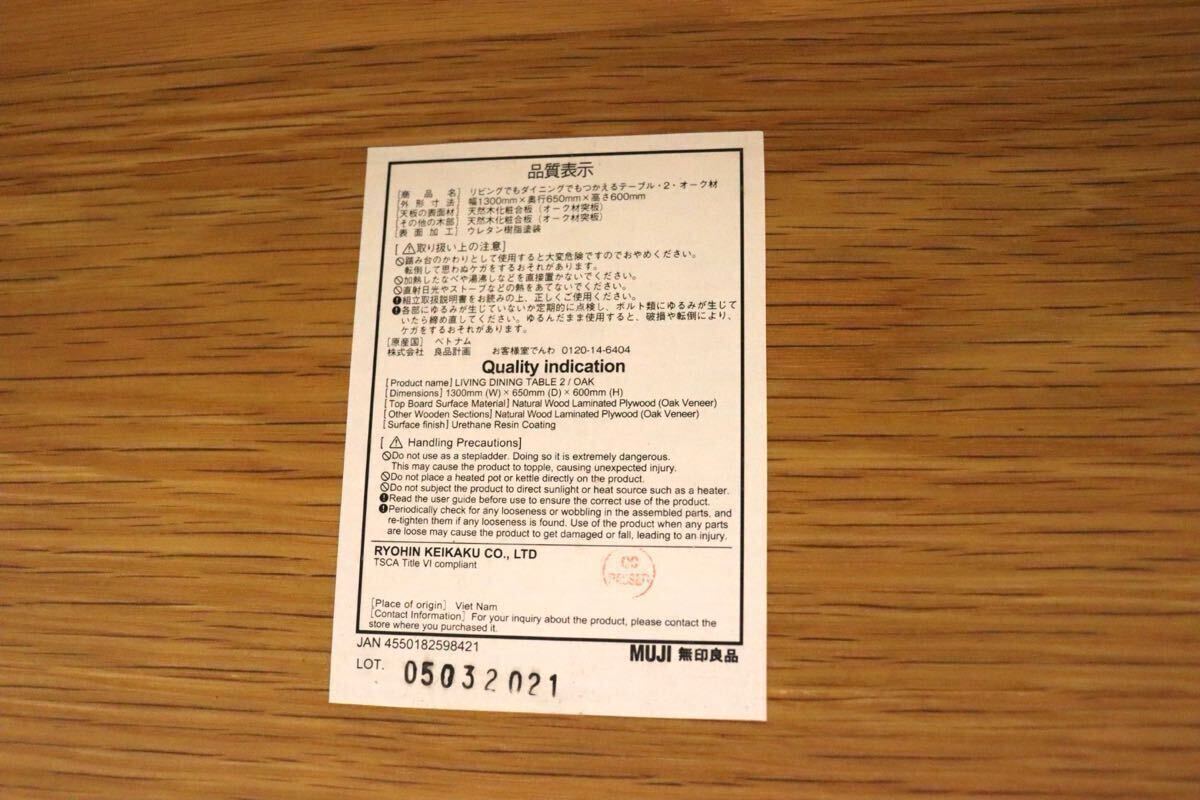 品質表示
[商品名] リビングでもダイニングでもつかえるテーブル・2・オーク材
[外形寸法] 幅1300mm×奥行650mm×高さ600mm
[天板の表面材] 天然木化粧合板（オーク材突板）
[その他の木部] 天然木化粧合板（オーク材突板）
[表面加工] ウレタン樹脂塗装
[⚠取り扱い上の注意]
踏み台のかわりとして使用すると大変危険ですのでおやめください。
転倒して思わぬケガをするおそれがあります。
加熱したなべや湯沸しなどを直接置かないでください。
直射日光やストーブなどの熱をあてないでください。
組立取扱説明書をお読みの上、正しくご使用ください。
各部にゆるみが生じていないか定期的に点検し、ボルト類にゆるみが生じて
いたら締め直してください。ゆるんだまま使用すると、破損や転倒により、
ケガをするおそれがあります。
[原産国] ベトナム
株式会社 良品計画 お客様室でんわ 0120-14-6404
Quality indication
[Product name] LIVING DINING TABLE 2 / OAK
[Dimensions] 1300mm (W) × 650mm (D) × 600mm (H)
[Top Board Surface Material] Natural Wood Laminated Plywood (Oak Veneer)
[Other Wooden Sections] Natural Wood Laminated Plywood (Oak Veneer)
[Surface finish] Urethane Resin Coating
[⚠ Handling Precautions]
Do not use as a stepladder. Doing so it is extremely dangerous.
This may cause the product to topple, causing unexpected injury.
Do not place a heated pot or kettle directly on the product.
Do not subject the product to direct sunlight or heat source such as a heater.
Read the user guide before use to ensure the correct use of the product.
Periodically check for any looseness or wobbling in the assembled parts, and
re-tighten them if any looseness is found. Use of the product when any parts
are loose may cause the product to get damaged or fall, leading to an injury.
RYOHIN KEIKAKU CO., LTD
TSCA Title VI compliant
QC
PASSED
[Place of origin] Viet Nam
[Contact Information] For your inquiry about the product, please contact the
store where you purchased it.
JAN 4550182598421
MUJI 無印良品
LOT. 05032021